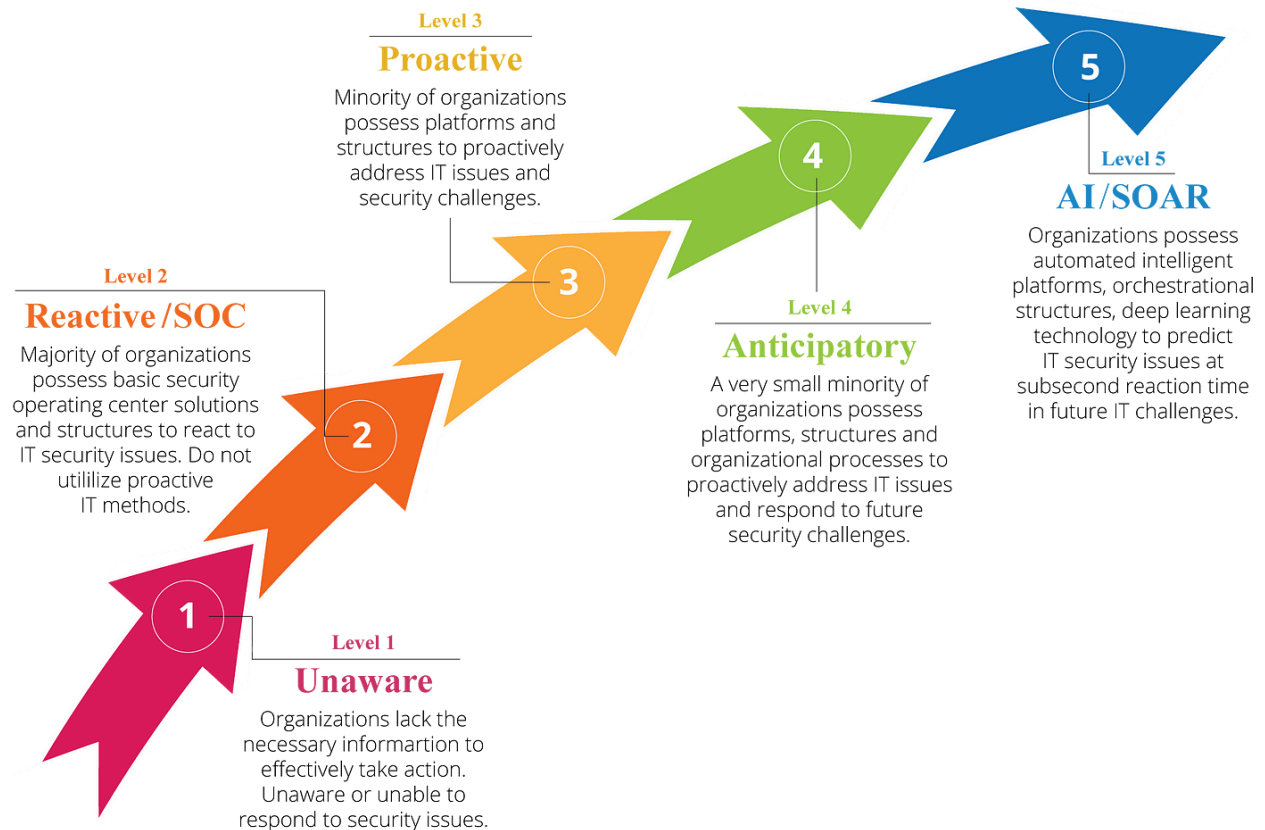 Level 1
1
Unaware
Organizations lack the
necessary informartion to
effectively take action.
Unaware or unable to
respond to security issues.
Level 2
2
Reactive/SOC
Majority of organizations
possess basic security
operating center solutions
and structures to react to
IT security issues. Do not
utililize proactive
IT methods.
Level 3
3
Proactive
Minority of organizations
possess platforms and
structures to proactively
address IT issues and
security challenges.
Level 4
4
Anticipatory
A very small minority of
organizations possess
platforms, structures and
organizational processes to
proactively address IT issues
and respond to future
security challenges.
5
Level 5
AI/SOAR
Organizations possess
automated intelligent
platforms, orchestrational
structures, deep learning
technology to predict
IT security issues at
subsecond reaction time
in future IT challenges.